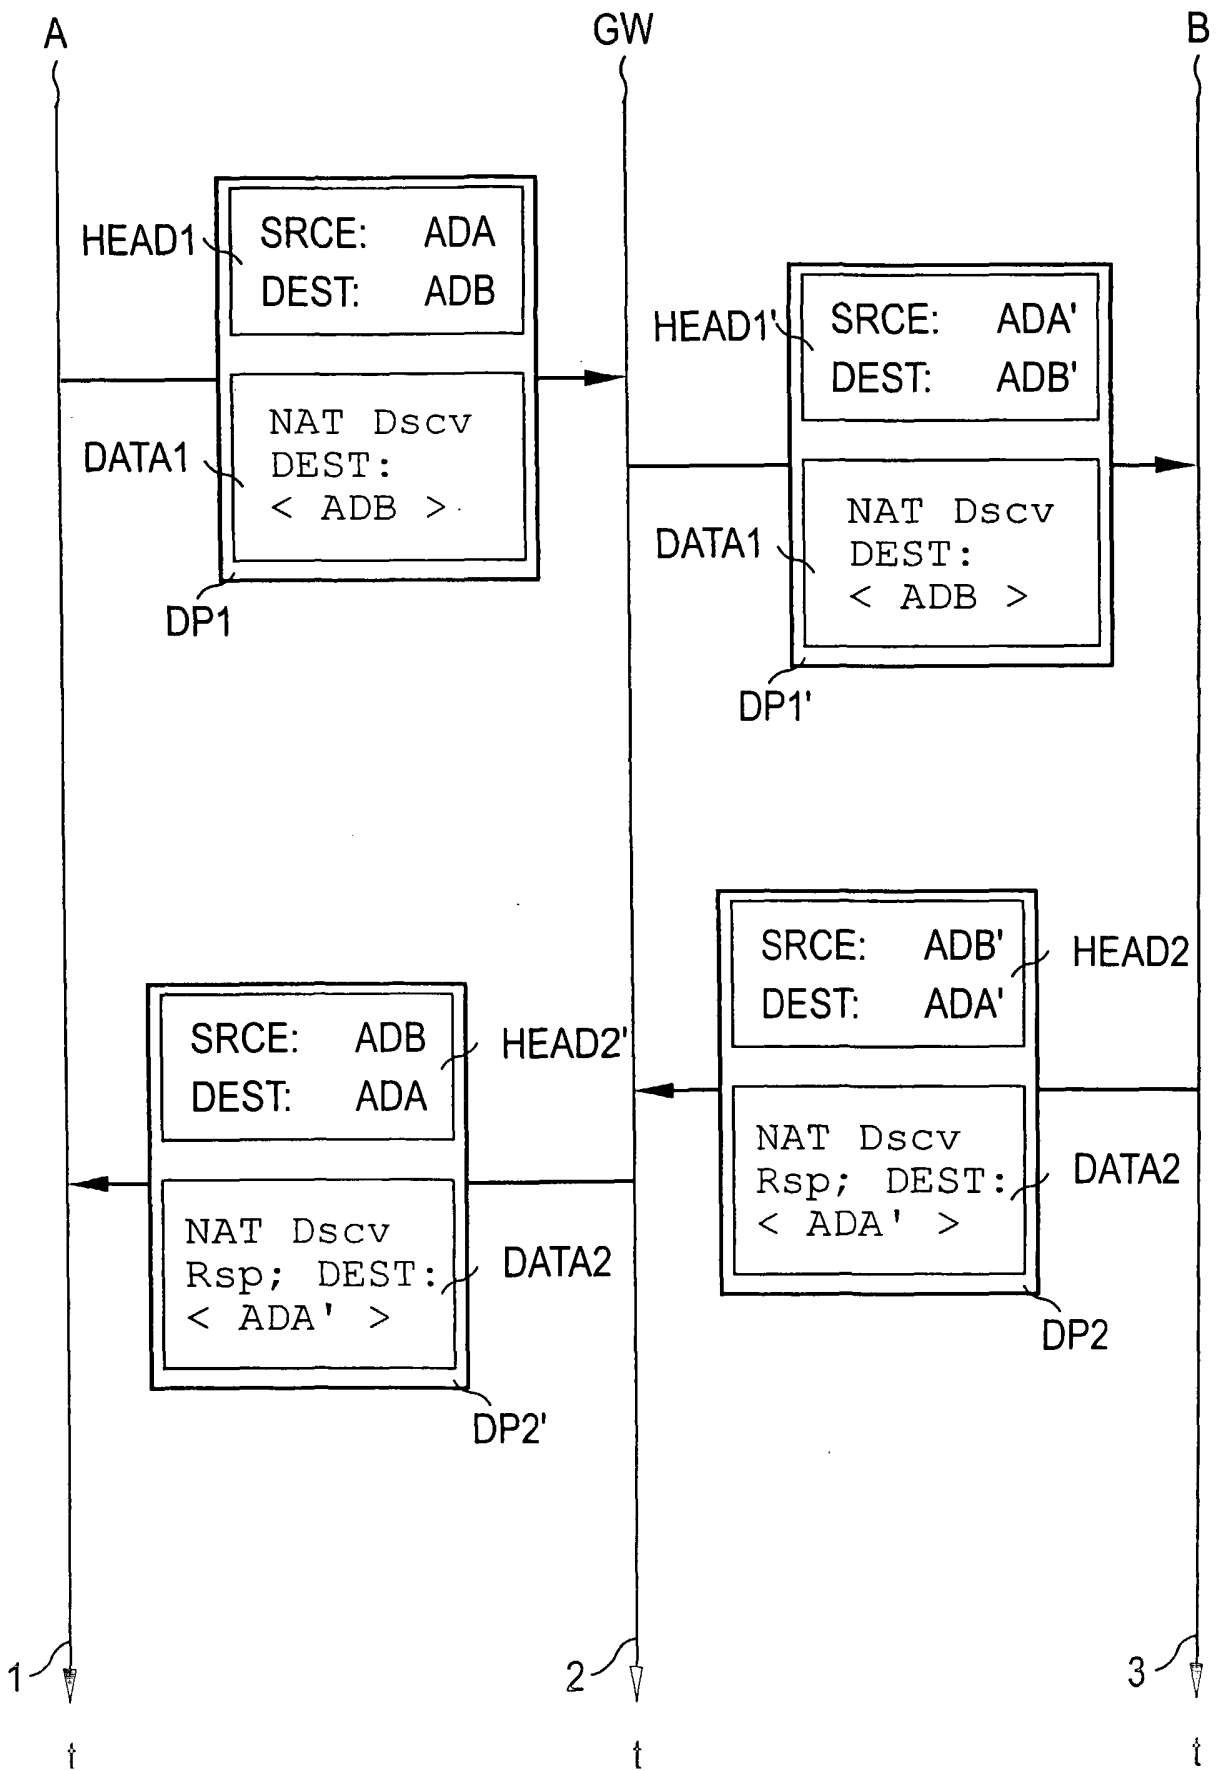 A
GW
B
HEAD1
SRCE: ADA
DEST: ADB
DATA1
NAT Dscv
DEST:
< ADB >
DP1
HEAD1'
SRCE: ADA'
DEST: ADB'
DATA1
NAT Dscv
DEST:
< ADB >
DP1'
SRCE: ADB'
DEST: ADA'
HEAD2
NAT Dscv
Rsp; DEST:
< ADA' >
DATA2
DP2
SRCE: ADB
DEST: ADA
HEAD2'
NAT Dscv
Rsp; DEST:
< ADA' >
DATA2
DP2'
1
2
3
t
t
t